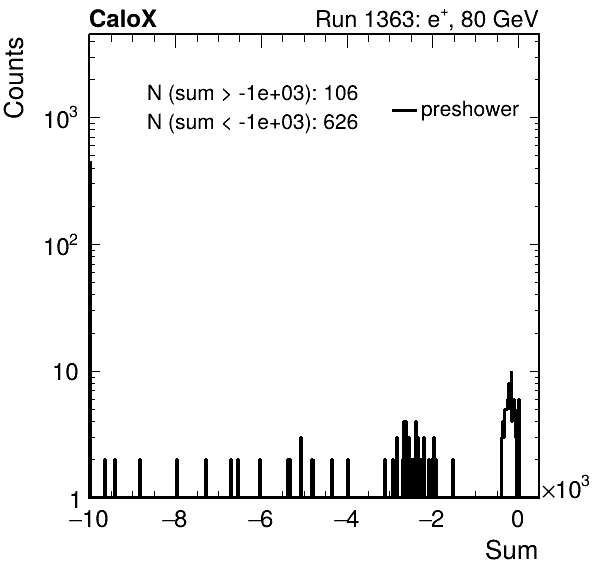 CaloX Run 1363: e⁺, 80 GeV
Counts
N (sum > -1e+03): 106
N (sum < -1e+03): 626
preshower
10³
10²
10
1
−10 −8 −6 −4 −2 0 ×10³
Sum